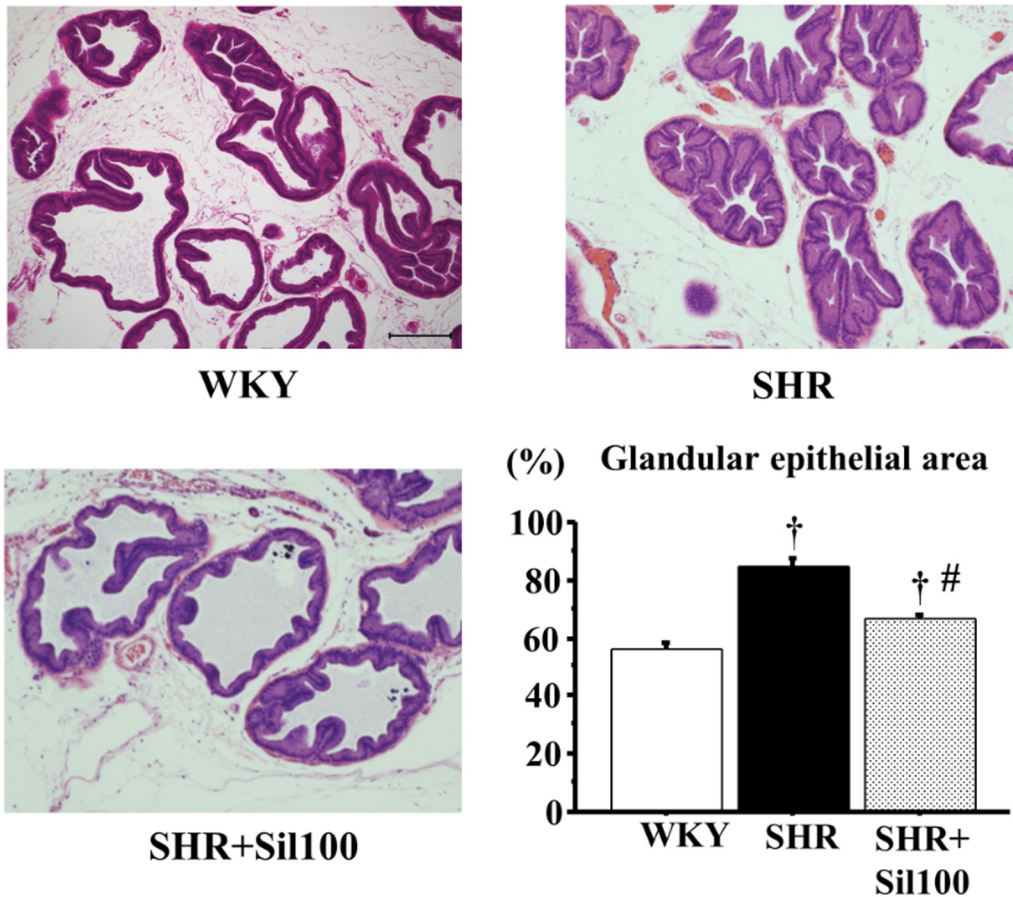 WKY
SHR
SHR+Sil100
(%) Glandular epithelial area
100
80
60
40
20
0
†
† #
WKY
SHR
SHR+
Sil100